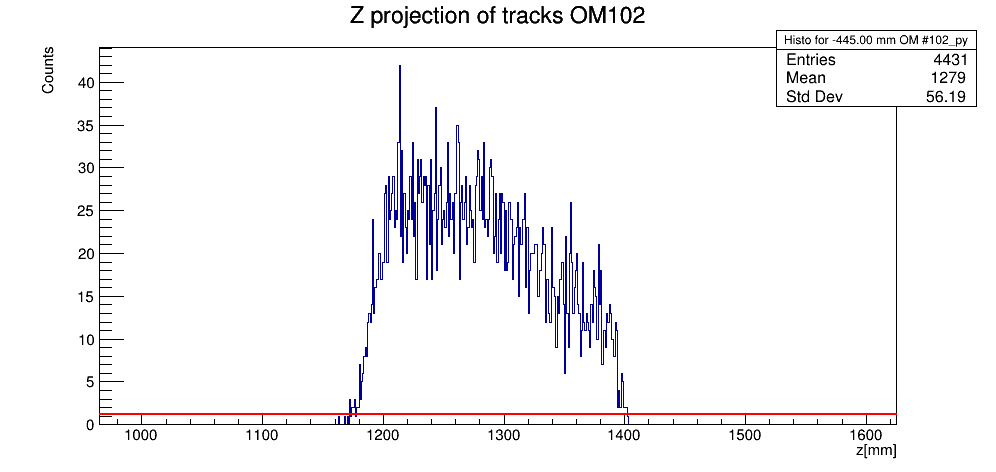 Z projection of tracks OM102
Histo for -445.00 mm OM #102_py
Entries 4431
Mean 1279
Std Dev 56.19
Counts
40
35
30
25
20
15
10
5
0
1000 1100 1200 1300 1400 1500 1600
z[mm]